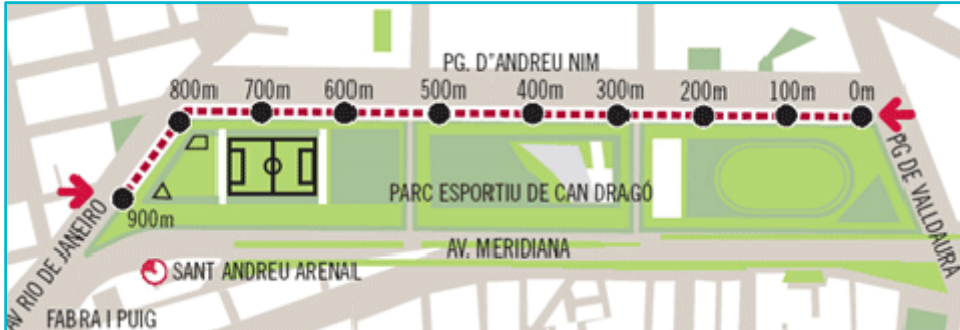 PG. D"ANDREU NIM
800m 700m 600m 500m 400m 300m 200m 100m 0m
PG DE VALLDAURA
PARC ESPORTIU DE CAN DRAGÓ
900m
AV RIO DE JANEIRO
AV. MERIDIANA
SANT ANDREU ARENAIL
FABRA I PUIG